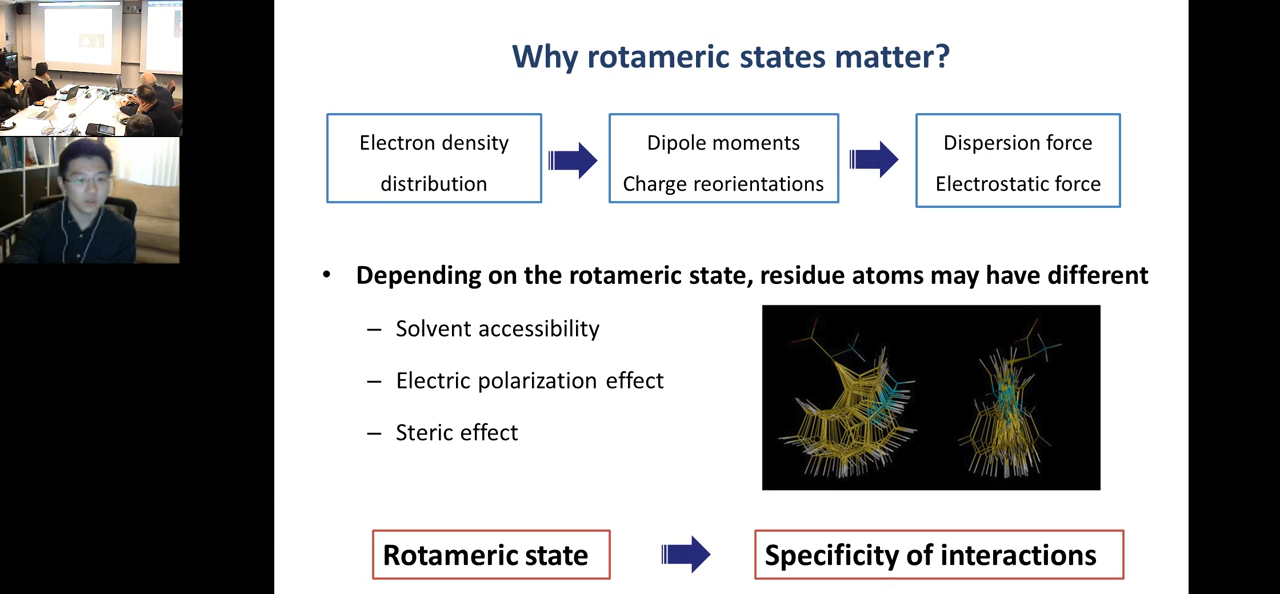 Why rotameric states matter?
Electron density
distribution
Dipole moments
Charge reorientations
Dispersion force
Electrostatic force
• Depending on the rotameric state, residue atoms may have different
– Solvent accessibility
– Electric polarization effect
– Steric effect
Rotameric state
Specificity of interactions